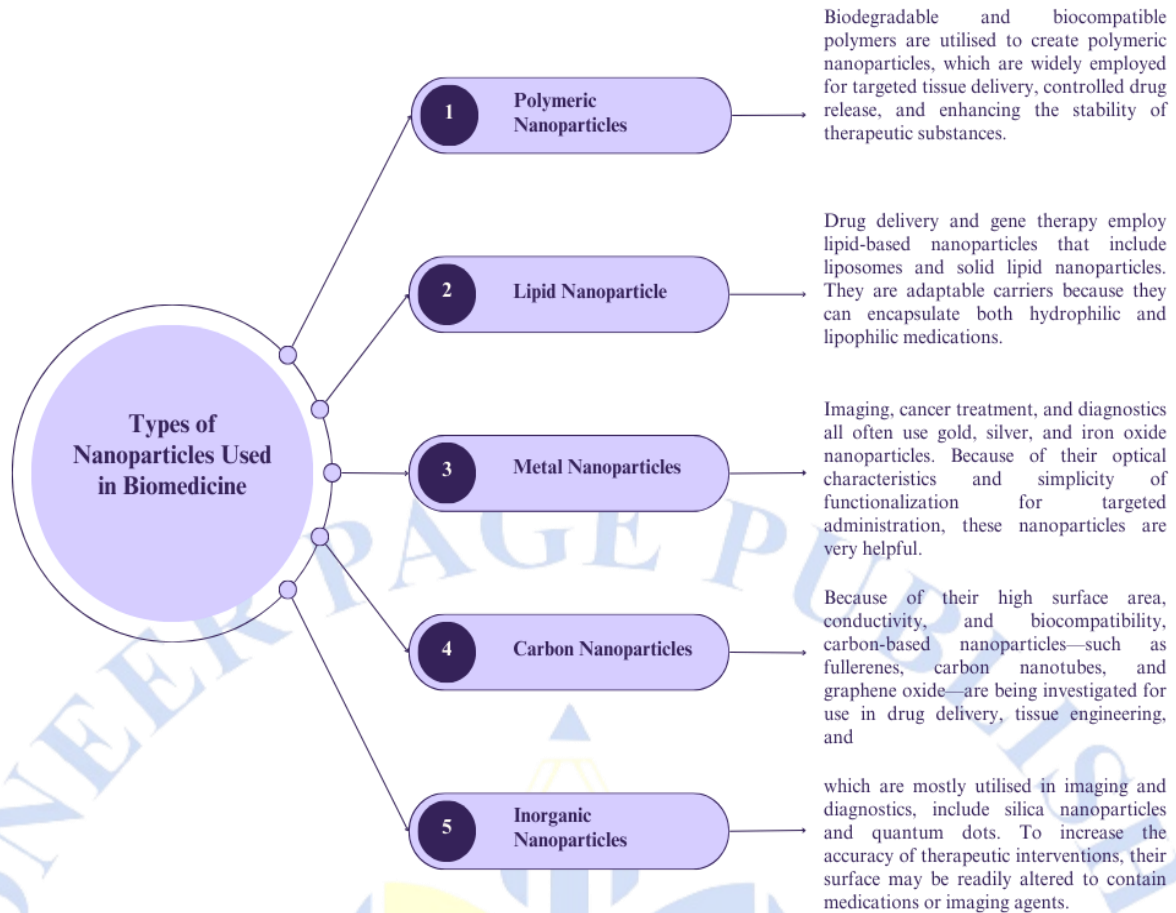 Types of
Nanoparticles Used
in Biomedicine
1
Polymeric
Nanoparticles
Biodegradable and biocompatible
polymers are utilised to create polymeric
nanoparticles, which are widely employed
for targeted tissue delivery, controlled drug
release, and enhancing the stability of
therapeutic substances.
2
Lipid Nanoparticle
Drug delivery and gene therapy employ
lipid-based nanoparticles that include
liposomes and solid lipid nanoparticles.
They are adaptable carriers because they
can encapsulate both hydrophilic and
lipophilic medications.
3
Metal Nanoparticles
Imaging, cancer treatment, and diagnostics
all often use gold, silver, and iron oxide
nanoparticles. Because of their optical
characteristics and simplicity of
functionalization for targeted
administration, these nanoparticles are
very helpful.
4
Carbon Nanoparticles
Because of their high surface area,
conductivity, and biocompatibility,
carbon-based nanoparticles—such as
fullerenes, carbon nanotubes, and
graphene oxide—are being investigated for
use in drug delivery, tissue engineering,
and
5
Inorganic
Nanoparticles
which are mostly utilised in imaging and
diagnostics, include silica nanoparticles
and quantum dots. To increase the
accuracy of therapeutic interventions, their
surface may be readily altered to contain
medications or imaging agents.
ONEER PAGE PUBLISH